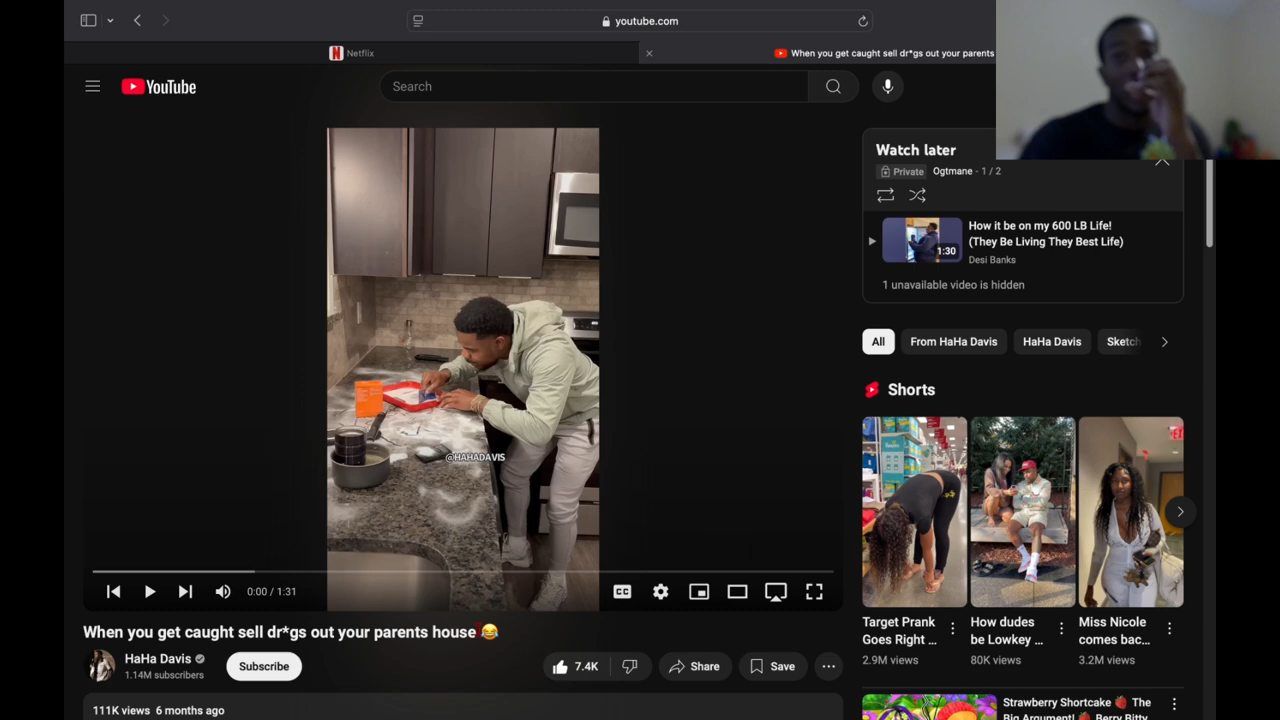 youtube.com
Netflix
When you get caught sell dr*gs out your parents
YouTube
Search
Watch later
Private Ogtmane - 1 / 2
How it be on my 600 LB Life!
(They Be Living They Best Life)
Desi Banks
1:30
1 unavailable video is hidden
All
From HaHa Davis
HaHa Davis
Sketch
Shorts
@HAHADAVIS
0:00 / 1:31
CC
Target Prank
Goes Right ...
2.9M views
How dudes
be Lowkey ...
80K views
Miss Nicole
comes bac...
3.2M views
When you get caught sell dr*gs out your parents house 😂
HaHa Davis
1.14M subscribers
Subscribe
7.4K
Share
Save
111K views 6 months ago
Strawberry Shortcake 🍓 The
Big Argument! 🍓 Berry Bitty